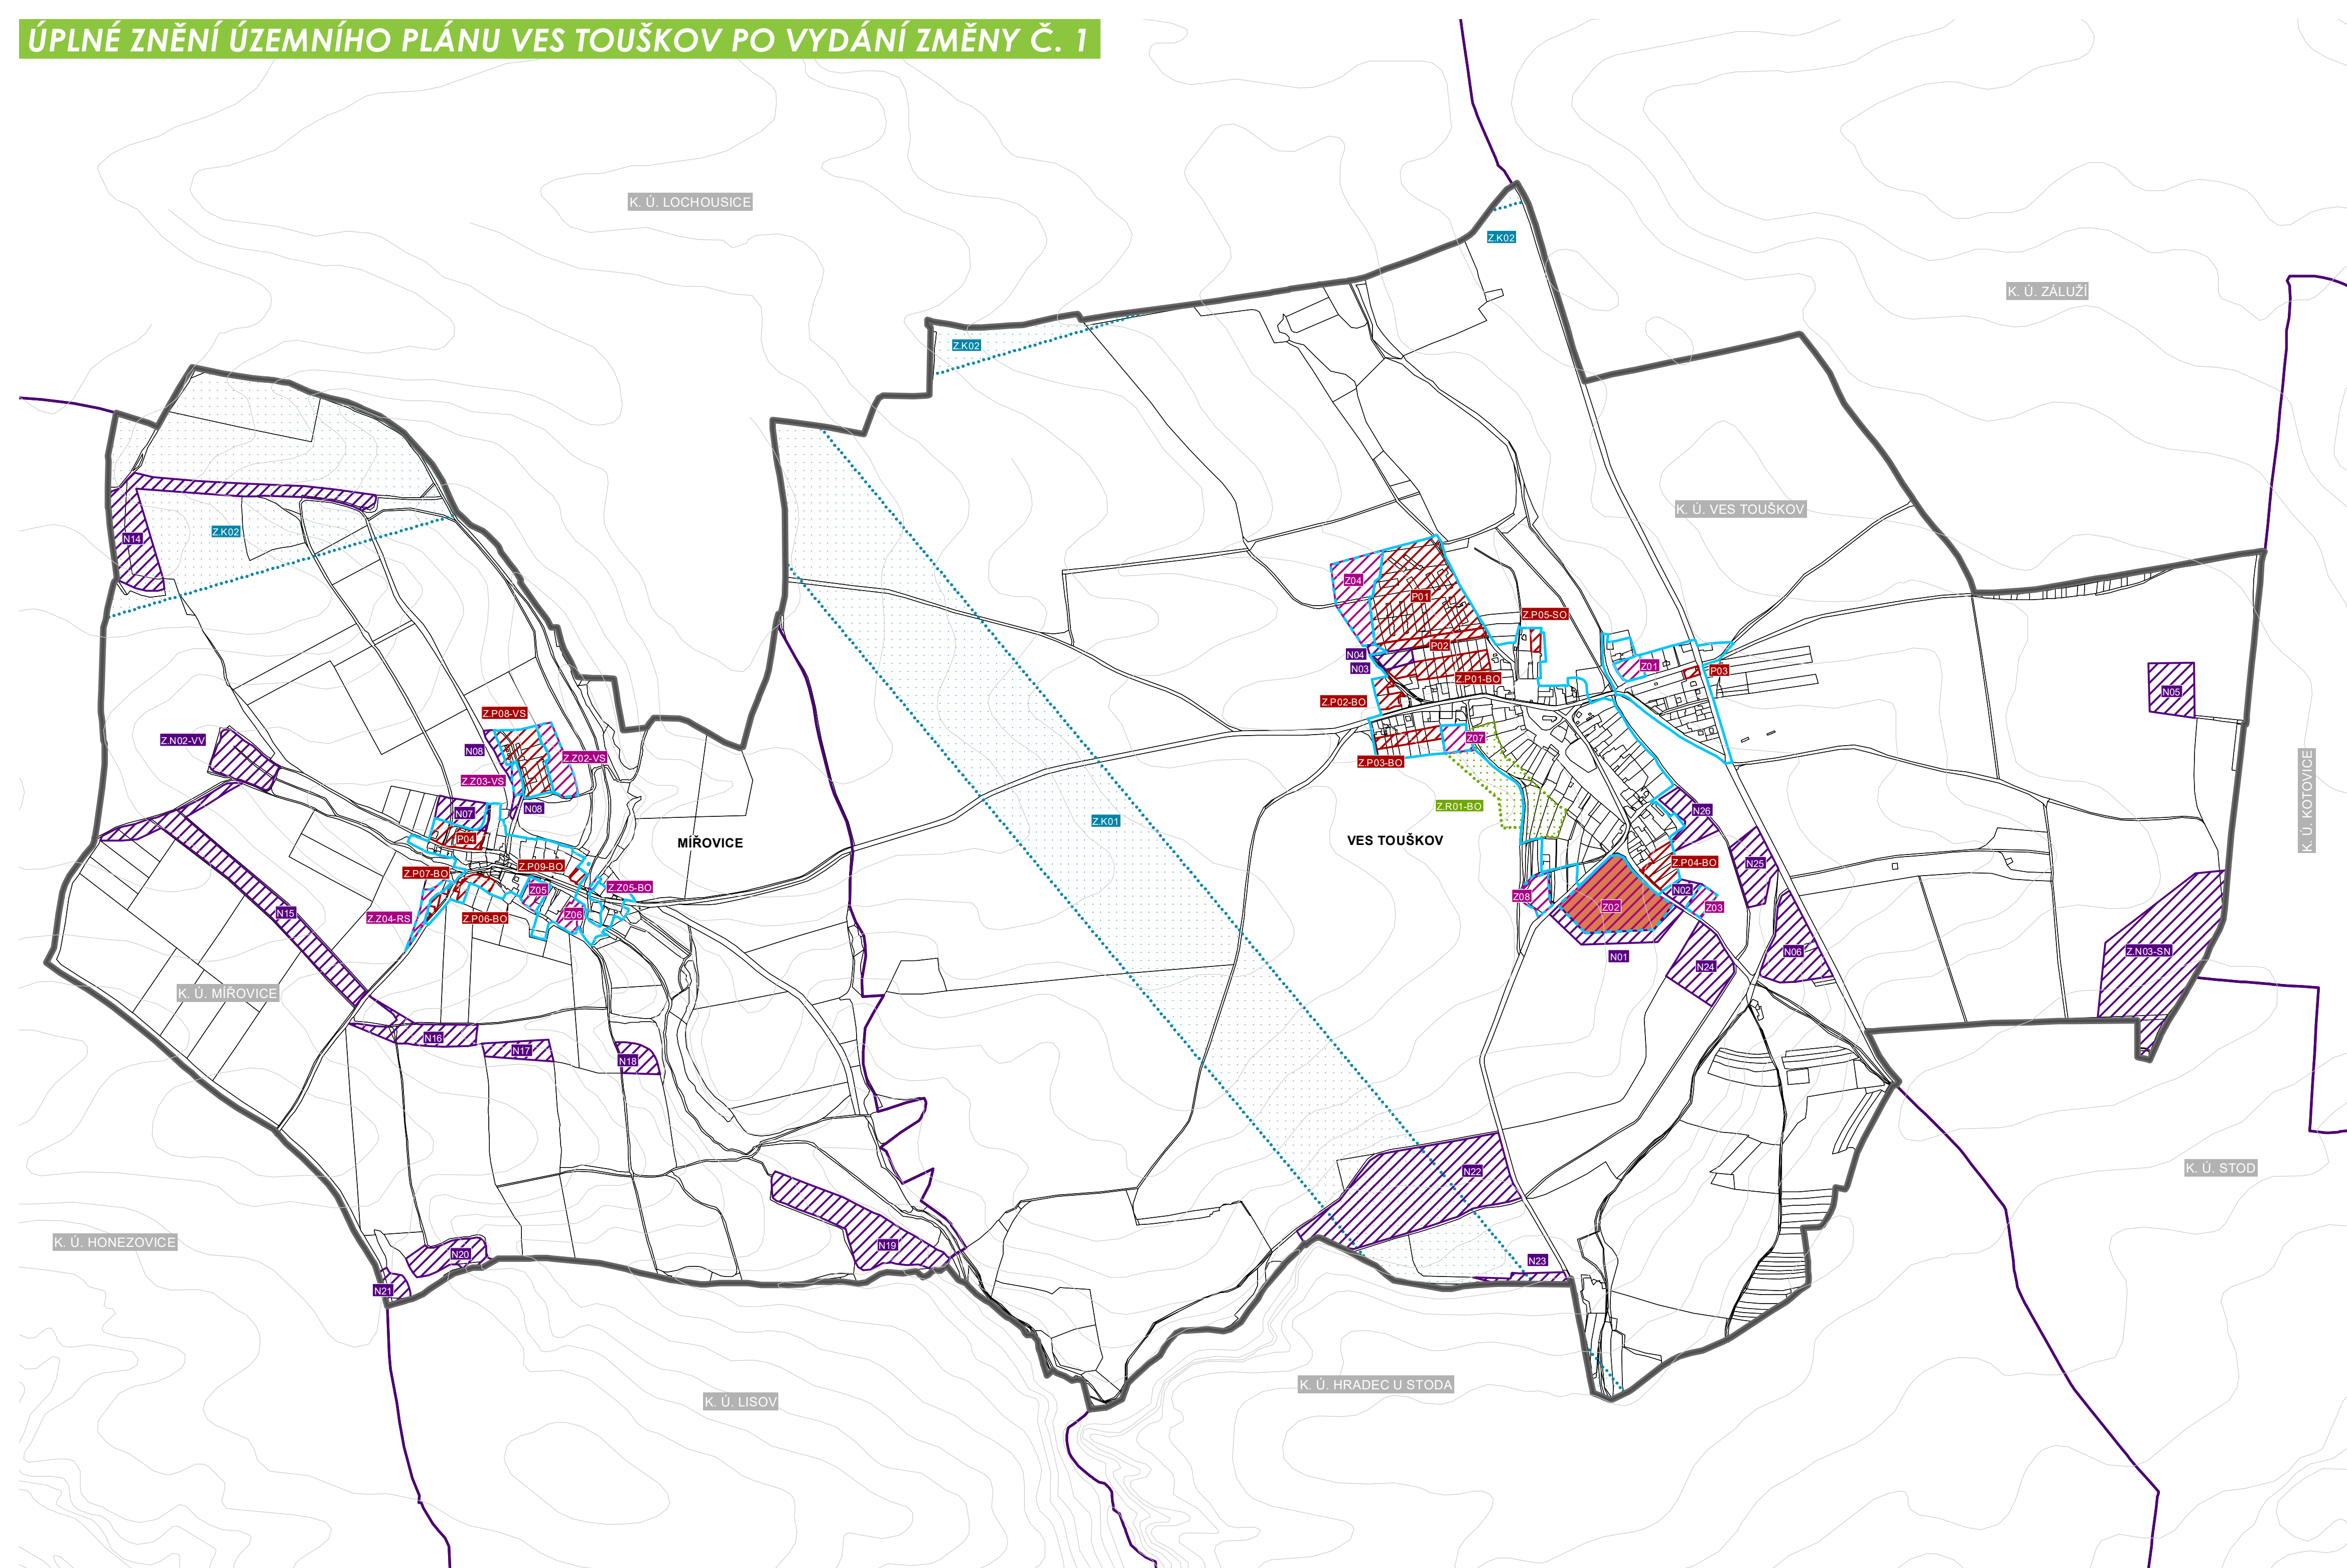 ÚPLNÉ ZNĚNÍ ÚZEMNÍHO PLÁNU VES TOUŠKOV PO VYDÁNÍ ZMĚNY Č. 1
K. Ú. LOCHOUSICE
Z.K02
K. Ú. ZÁLUŽÍ
Z.K02
K. Ú. VES TOUŠKOV
Z.K02
N14
Z04
P01
Z.P05-SO
P02
N04
N03
Z01
P03
Z.P01-BO
N05
Z.P02-BO
Z.P08-VS
Z.N02-VV
N08
Z07
Z.Z02-VS
Z.P03-BO
Z.Z03-VS
K. Ú. KOTOVICE
N08
Z.R01-BO
N07
N26
Z.K01
P04
MÍŘOVICE
VES TOUŠKOV
Z.P09-BO
Z.P04-BO
N25
Z.P07-BO
Z05
Z.Z05-BO
N02
Z08
Z02
Z03
N15
Z06
Z.Z04-RS
Z.P06-BO
N01
N06
Z.N03-SN
N24
K. Ú. MÍŘOVICE
N16
N17
N18
N22
K. Ú. STOD
K. Ú. HONEZOVICE
N19
N20
N23
N21
K. Ú. HRADEC U STODA
K. Ú. LISOV